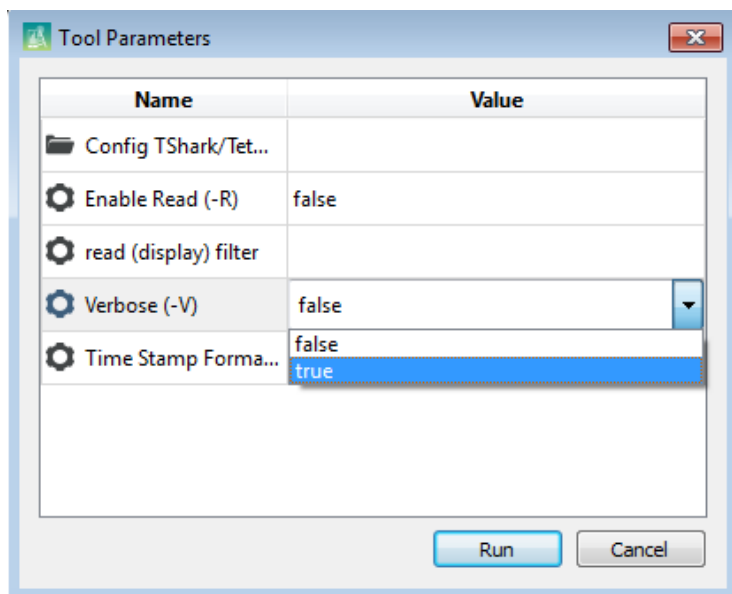 Tool Parameters
Name Value
Config TShark/Tet...
Enable Read (-R) false
read (display) filter
Verbose (-V) false
false
Time Stamp Forma...
true
Run Cancel